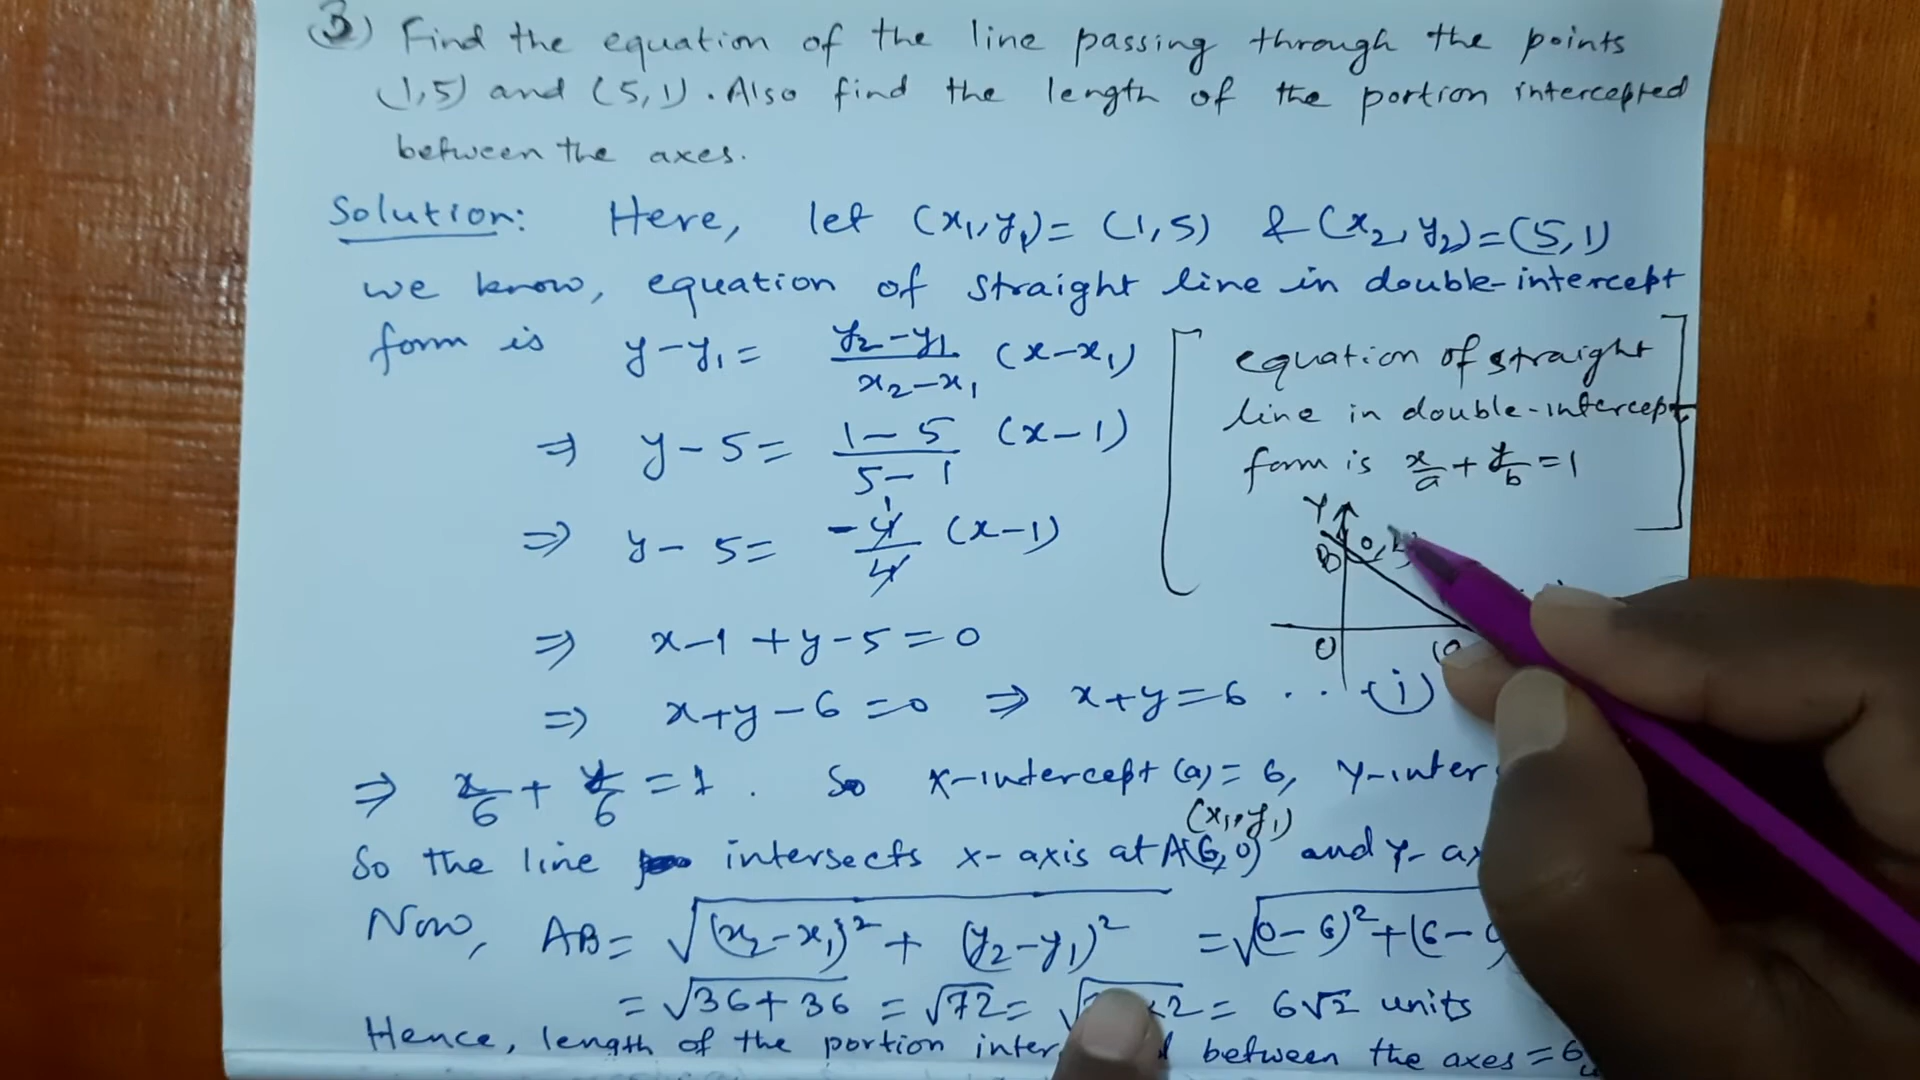 3) Find the equation of the line passing through the points
(1,5) and (5,1). Also find the length of the portion intercepted
between the axes.
Solution: Here, let (x₁,y₁) = (1,5) & (x₂,y₂) = (5,1)
we know, equation of straight line in double-intercept
form is y-y₁ = (y₂-y₁)/(x₂-x₁) (x-x₁)
⇒ y-5 = (1-5)/(5-1) (x-1)
⇒ y-5 = -4/4 (x-1)
1
⇒ x-1+y-5=0
⇒ x+y-6=0 ⇒ x+y=6 .. (i)
[equation of straight
line in double-intercept
form is x/a + y/b = 1]
Y
B 0,
O
⇒ x/6 + y/6 = 1. So x-intercept (a) = 6,
(x₁,y₁)
So the line intersects x-axis at A(6,0) and y-
Now, AB = √((x₂-x₁)² + (y₂-y₁)²) = √(0-6)²+(6-
= √36+36 = √72 = √ ×2 = 6√2 units
Hence, length of the portion between the axes = 6